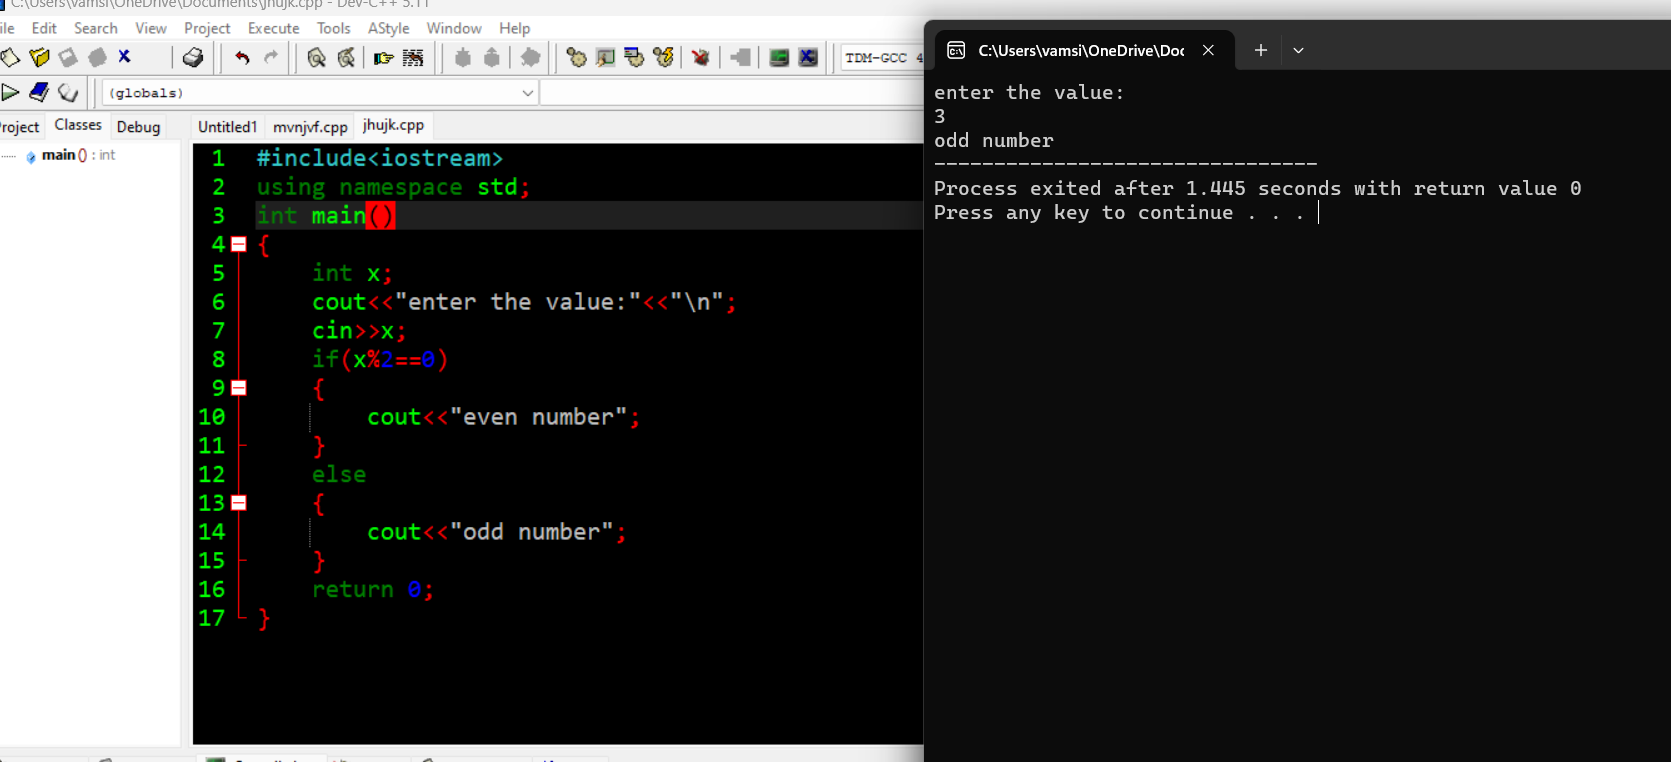 C:\Users\vamsi\OneDrive\Documents\jhujk.cpp - Dev-C++ 5.11
Edit Search View Project Execute Tools AStyle Window Help
TDM-GCC 4
(globals)
Classes Debug
Untitled1 mvnjvf.cpp jhujk.cpp
main() : int
1 #include<iostream>
2 using namespace std;
3 int main()
4 {
5 int x;
6 cout<<"enter the value:"<<"\n";
7 cin>>x;
8 if(x%2==0)
9 {
10 cout<<"even number";
11 }
12 else
13 {
14 cout<<"odd number";
15 }
16 return 0;
17 }
C:\Users\vamsi\OneDrive\Doc
enter the value:
3
odd number
--------------------------------
Process exited after 1.445 seconds with return value 0
Press any key to continue . . .